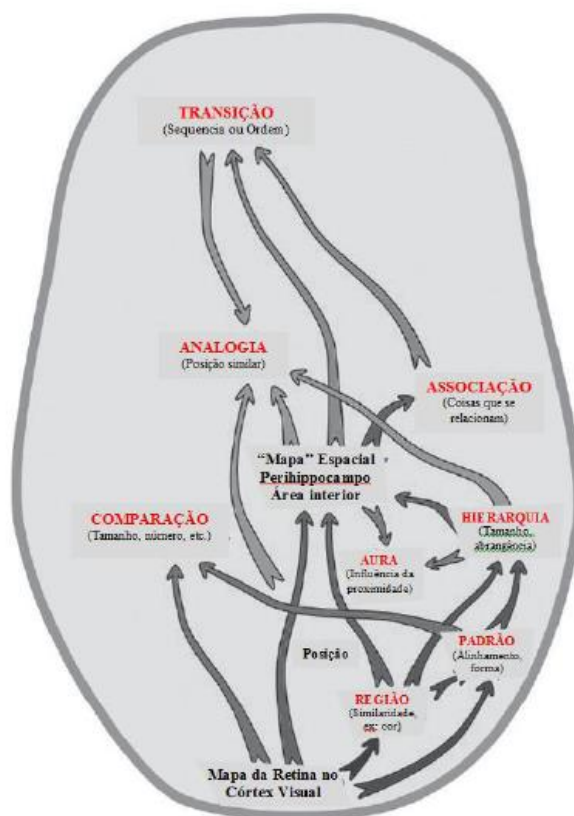 TRANSIÇÃO
(Sequencia ou Ordem)
ANALOGIA
(Posição similar)
ASSOCIAÇÃO
(Coisas que se
relacionam)
“Mapa” Espacial
Perihippocampo
Área interior
COMPARAÇÃO
(Tamanho, número, etc.)
HIERARQUIA
(Tamanho,
abrangência)
AURA
(Influência da
proximidade)
PADRÃO
(Alinhamento,
forma)
Posição
REGIÃO
(Similaridade,
ex: cor)
Mapa da Retina no
Córtex Visual